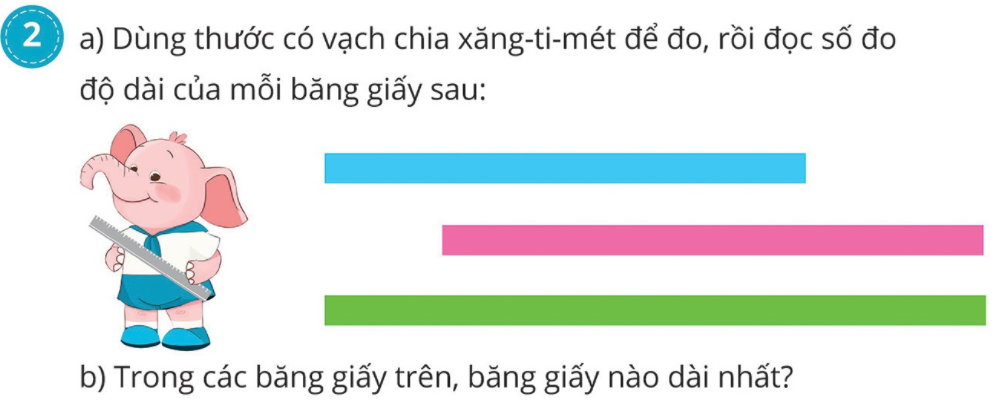 2
a) Dùng thước có vạch chia xăng-ti-mét để đo, rồi đọc số đo
độ dài của mỗi băng giấy sau:
b) Trong các băng giấy trên, băng giấy nào dài nhất?